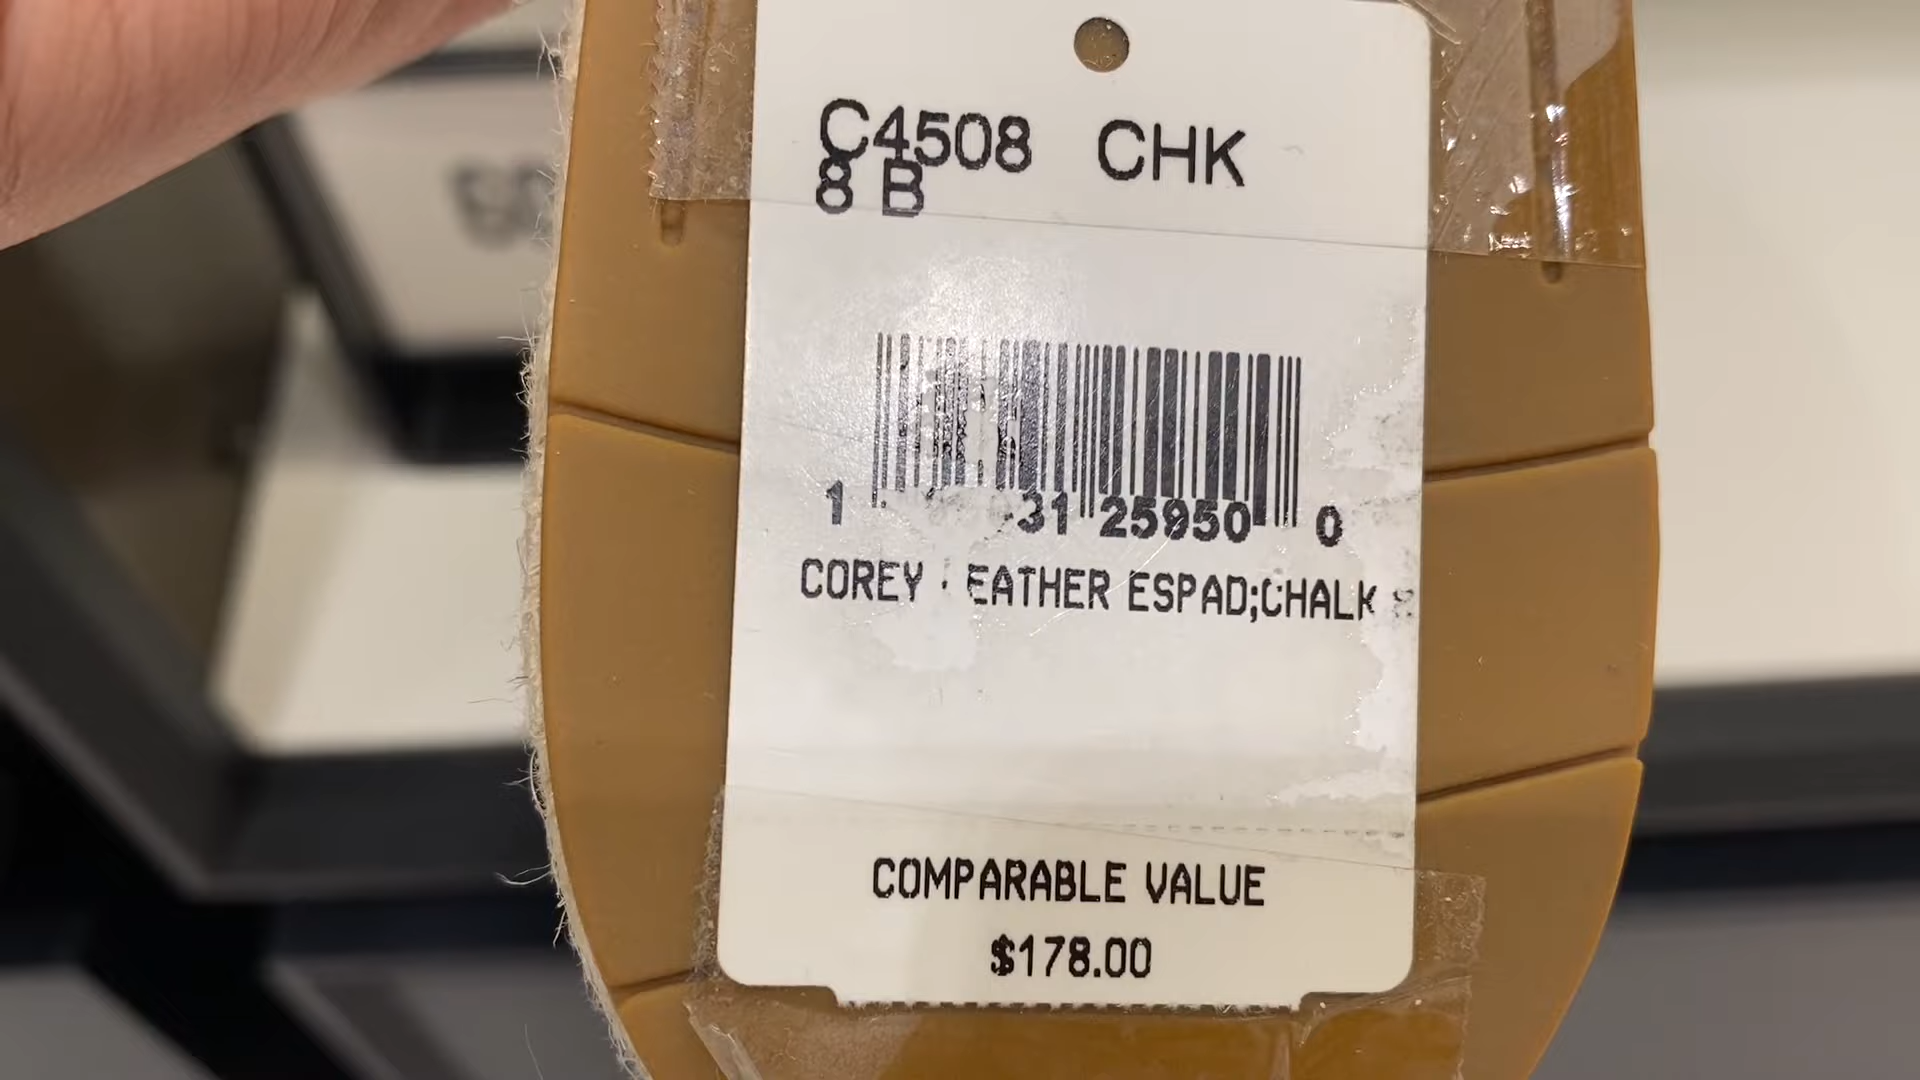 C4508 CHK
8 B
1 31 25950 0
COREY EATHER ESPAD;CHALK
COMPARABLE VALUE
$178.00